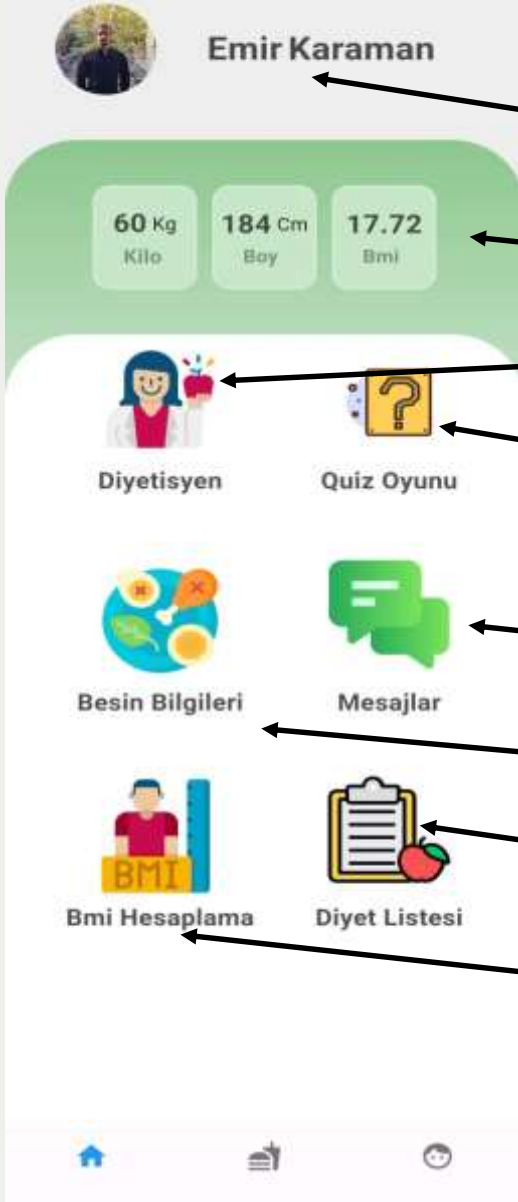 Emir Karaman
60 Kg
Kilo
184 Cm
Boy
17.72
Bmi
Diyetisyen
Quiz Oyunu
Besin Bilgileri
Mesajlar
BMI
Bmi Hesaplama
Diyet Listesi